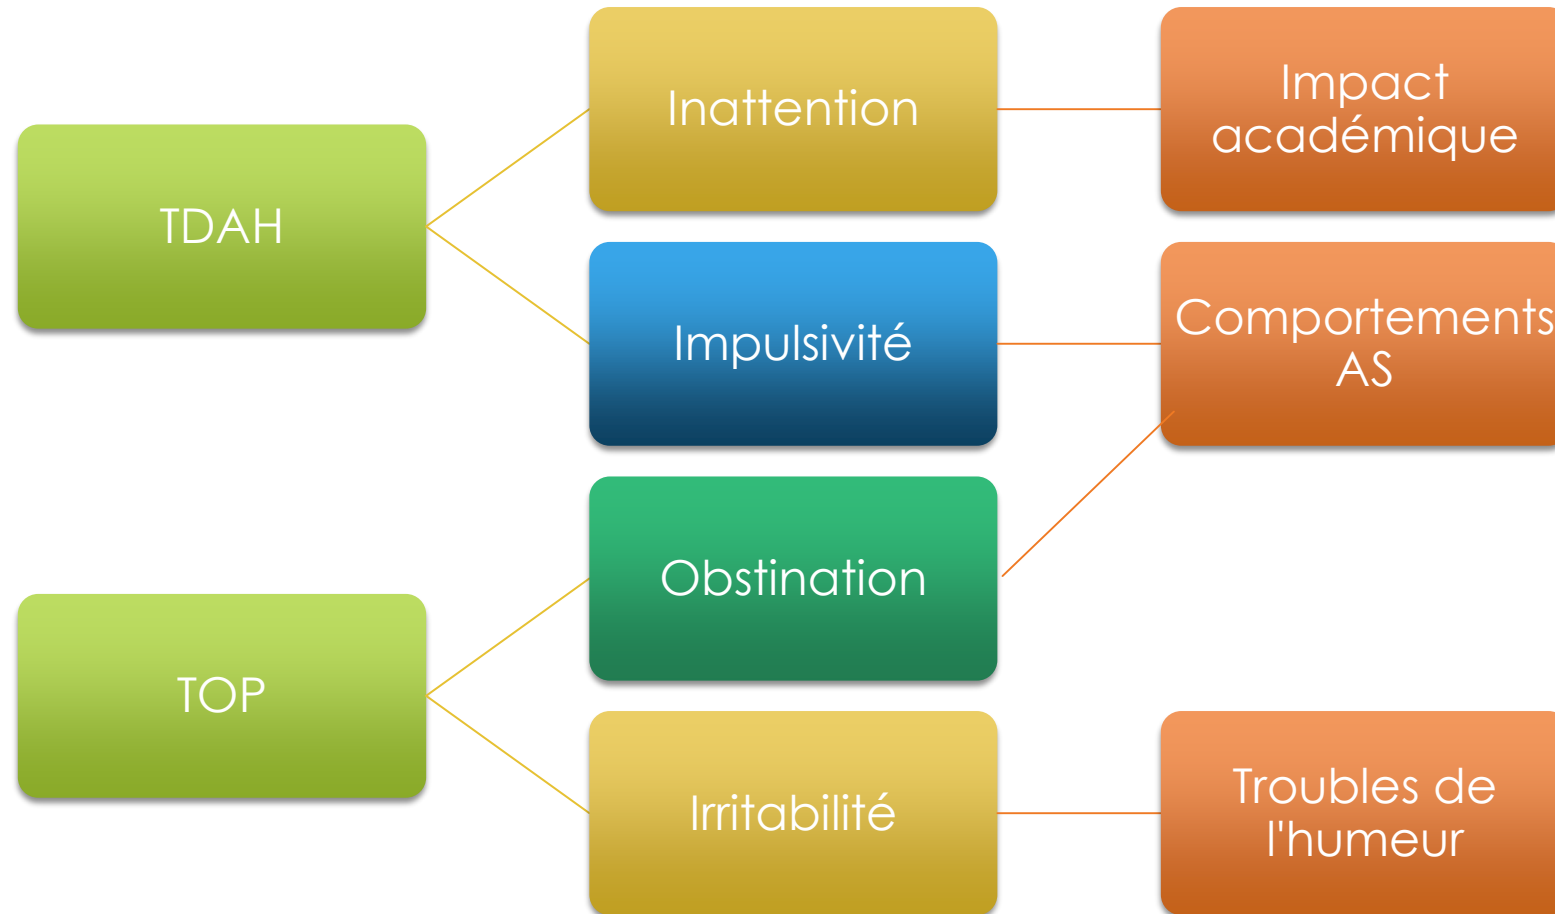 TDAH
Inattention
Impact
académique
Impulsivité
Comportements
AS
TOP
Obstination
Irritabilité
Troubles de
l'humeur